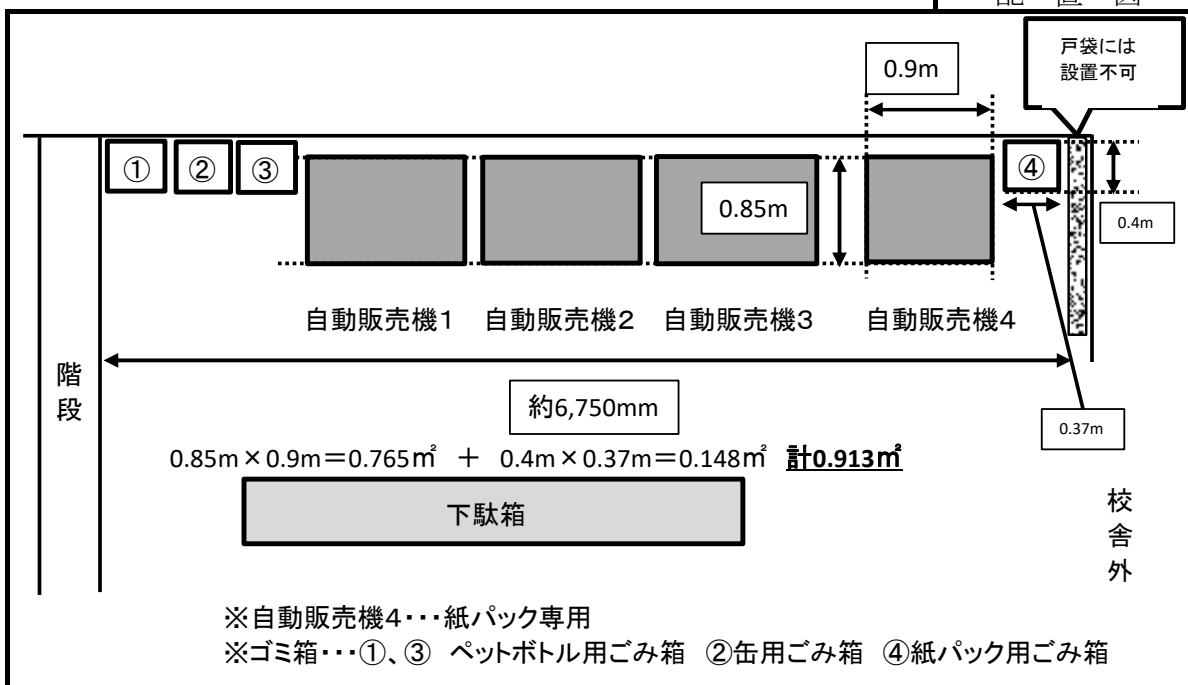 配置図
戸袋には
設置不可
0.9m
①
②
③
④
0.85m
0.4m
自動販売機1
自動販売機2
自動販売機3
自動販売機4
階段
約6,750mm
0.37m
0.85m×0.9m＝0.765㎡ ＋ 0.4m×0.37m＝0.148㎡ 計0.913㎡
下駄箱
校舎外
※自動販売機4・・・紙パック専用
※ゴミ箱・・・①、③ ペットボトル用ごみ箱 ②缶用ごみ箱 ④紙パック用ごみ箱